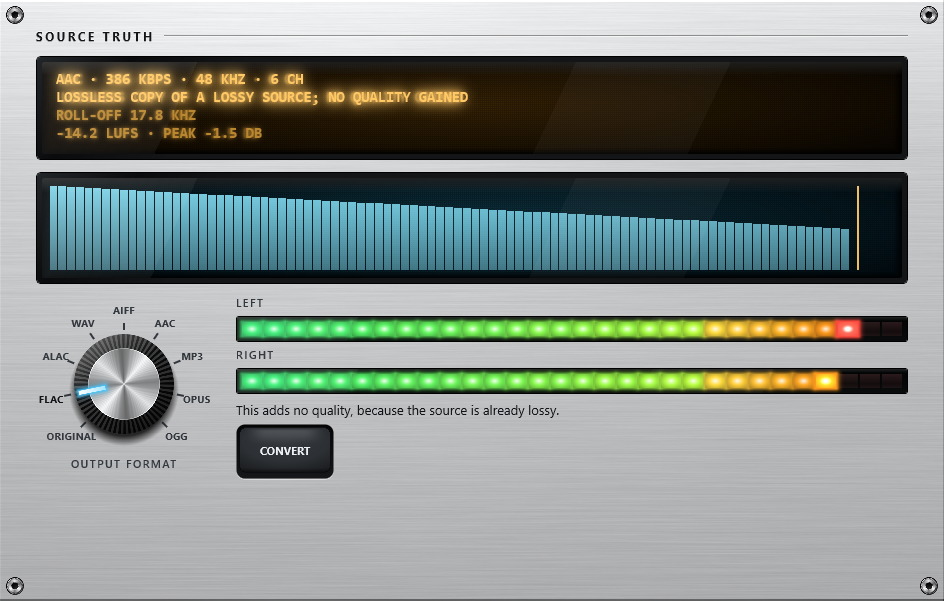 SOURCE TRUTH
AAC · 386 KBPS · 48 KHZ · 6 CH
LOSSLESS COPY OF A LOSSY SOURCE; NO QUALITY GAINED
ROLL-OFF 17.8 KHZ
-14.2 LUFS · PEAK -1.5 DB
LEFT
RIGHT
AIFF
WAV
AAC
ALAC
MP3
FLAC
OPUS
ORIGINAL
OGG
OUTPUT FORMAT
This adds no quality, because the source is already lossy.
CONVERT